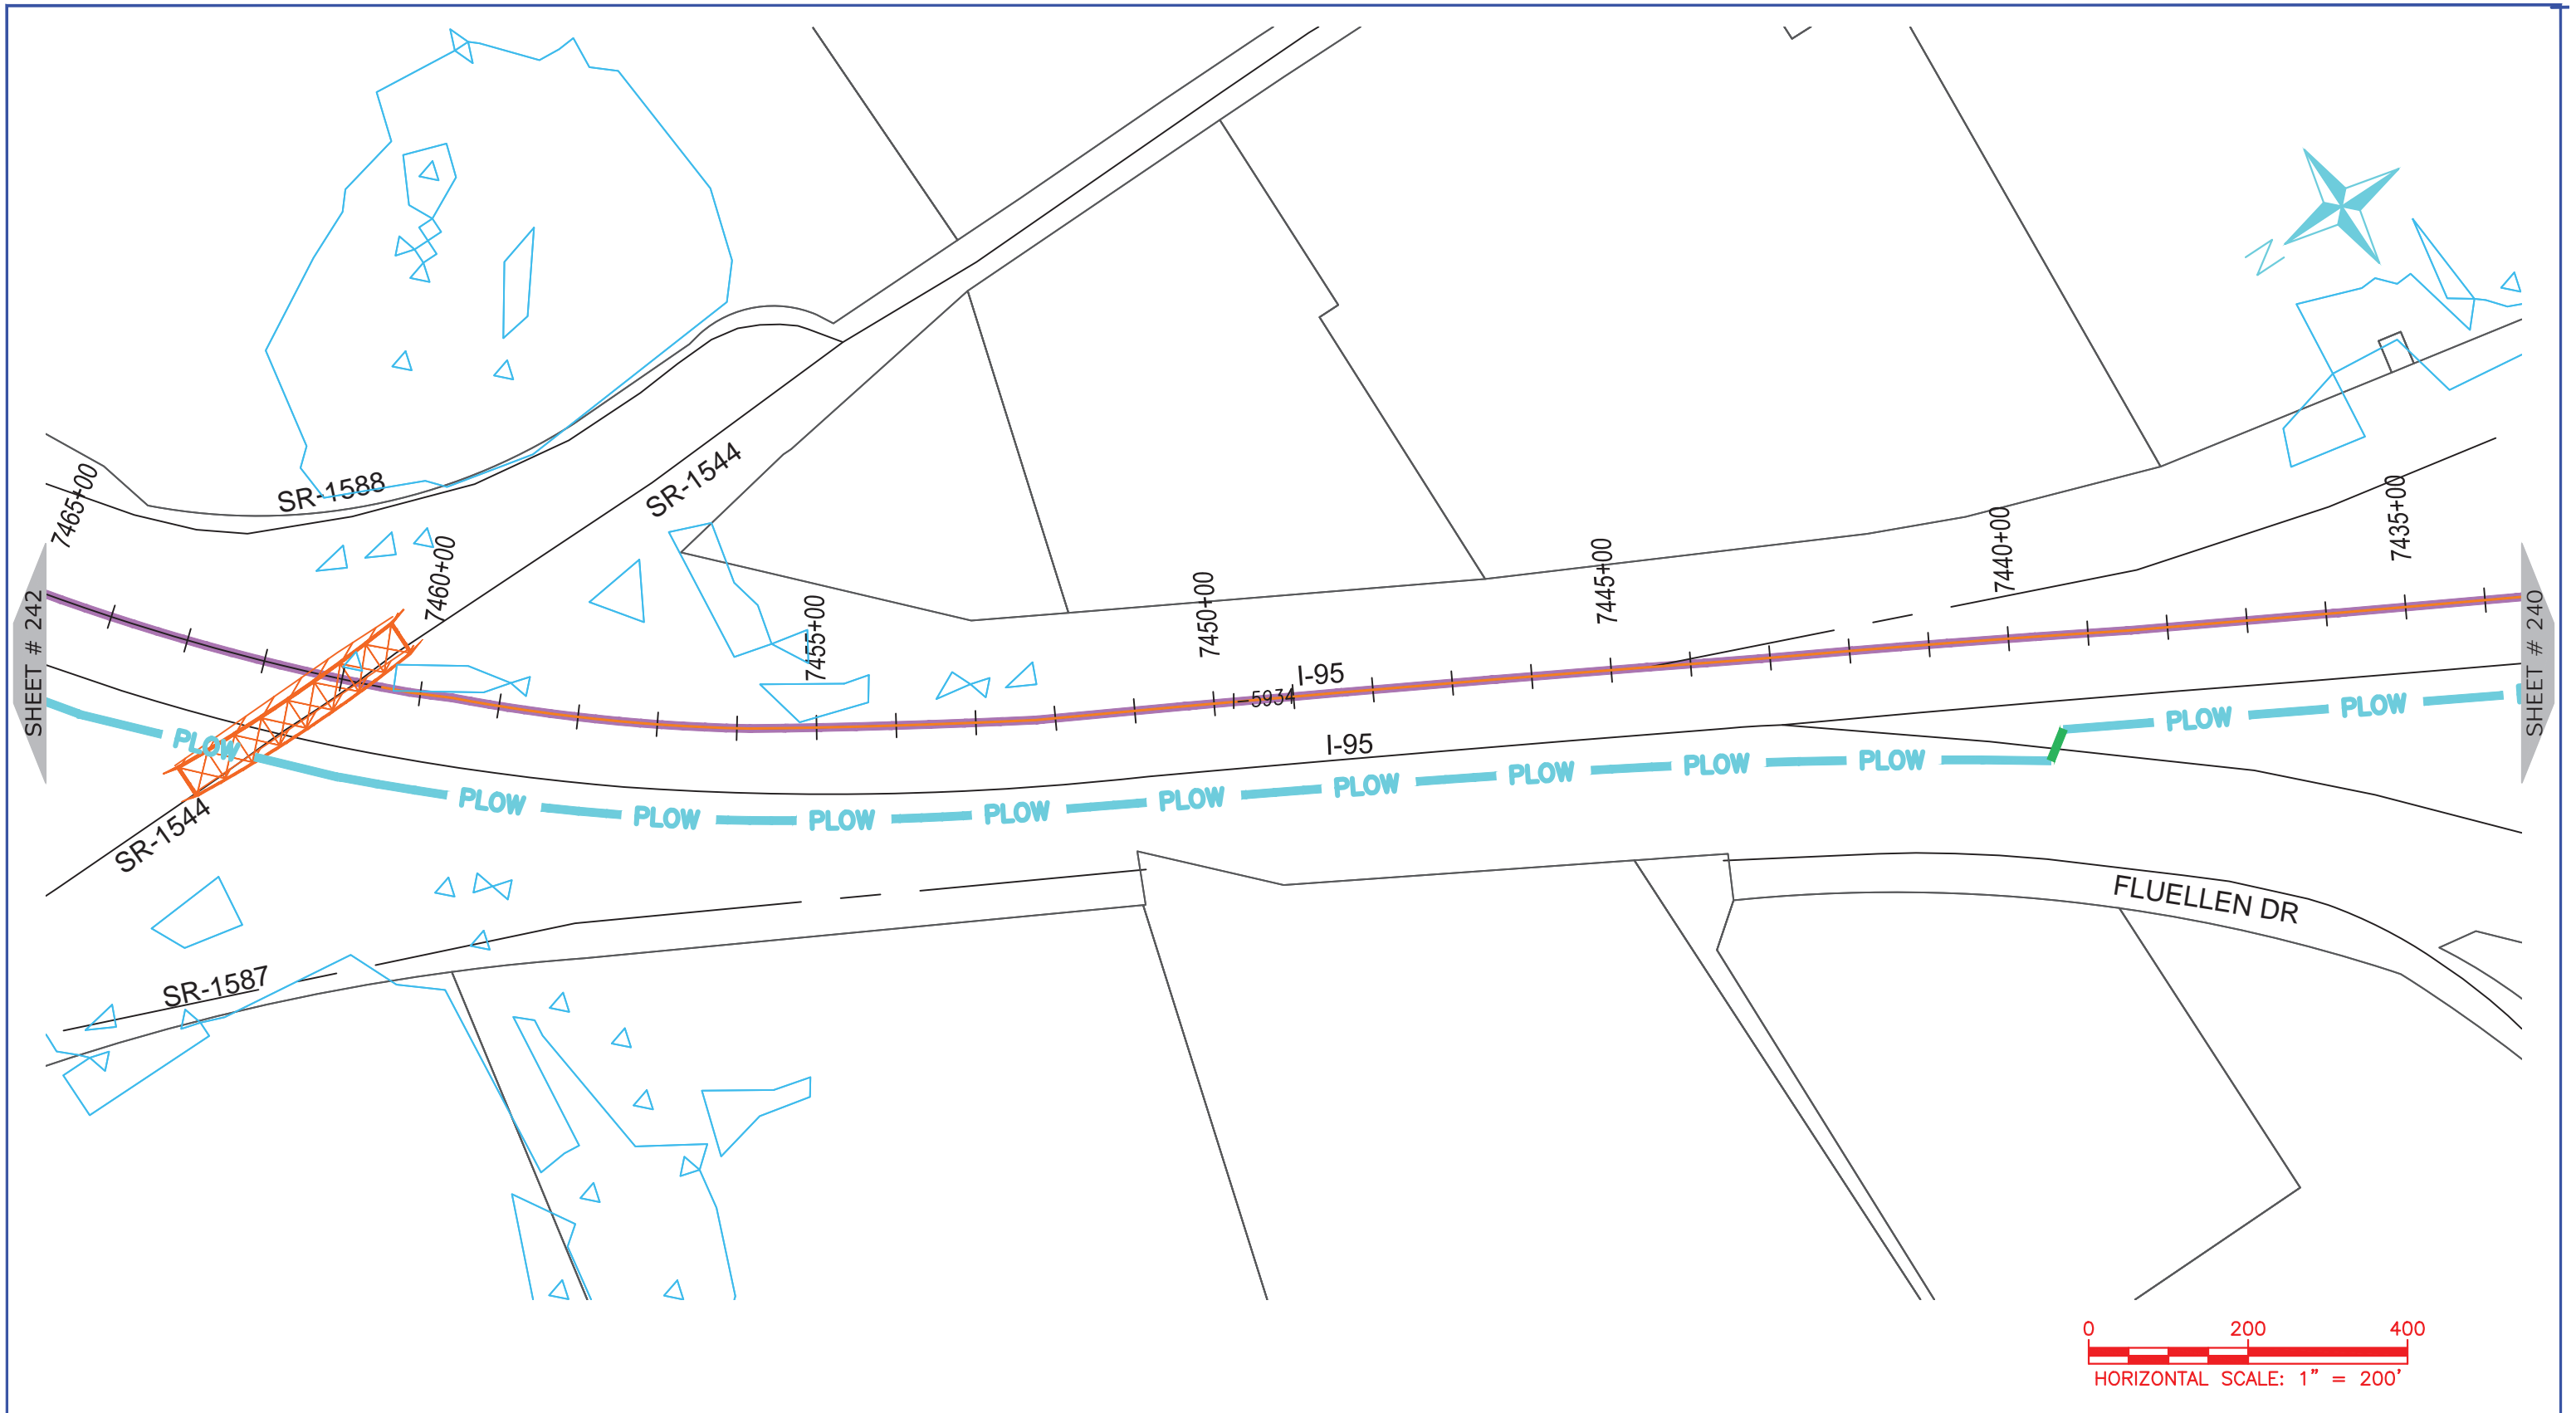 N
SR-1588
SR-1544
7465+00
7460+00
7455+00
7450+00
7445+00
7440+00
7435+00
SHEET # 242
SHEET # 240
I-95
5934
I-95
PLOW
PLOW
PLOW
PLOW
PLOW
PLOW
PLOW
PLOW
PLOW
PLOW
PLOW
PLOW
SR-1544
FLUELLEN DR
SR-1587
0 200 400
HORIZONTAL SCALE: 1" = 200'